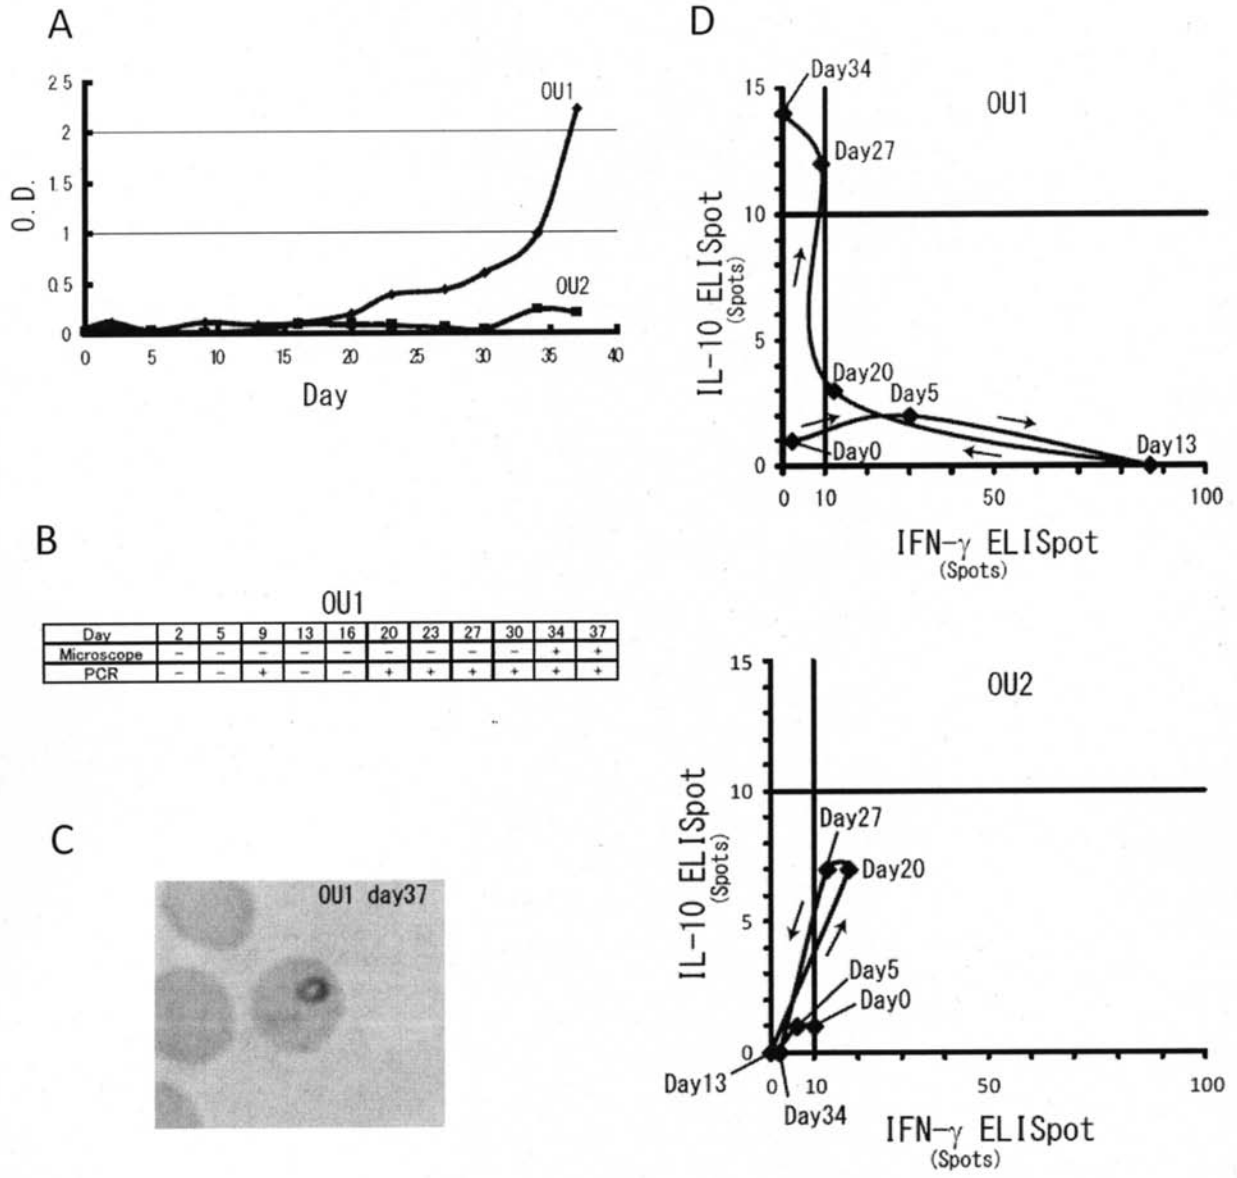 A
25
2
1.5
1
0.5
0
O.D.
OU1
OU2
0 5 10 15 20 25 30 35 40
Day
B
OU1
Day 2 5 9 13 16 20 23 27 30 34 37
Microscope - - - - - - - - - + +
PCR - - + - - + + + + + +
C
OU1 day37
D
OU1
15
10
5
0
IL-10 ELISpot
(Spots)
Day34
Day27
Day20
Day5
Day0
Day13
0 10 50 100
IFN-γ ELISpot
(Spots)
OU2
15
10
5
0
IL-10 ELISpot
(Spots)
Day27
Day20
Day5
Day0
Day13
Day34
0 10 50 100
IFN-γ ELISpot
(Spots)